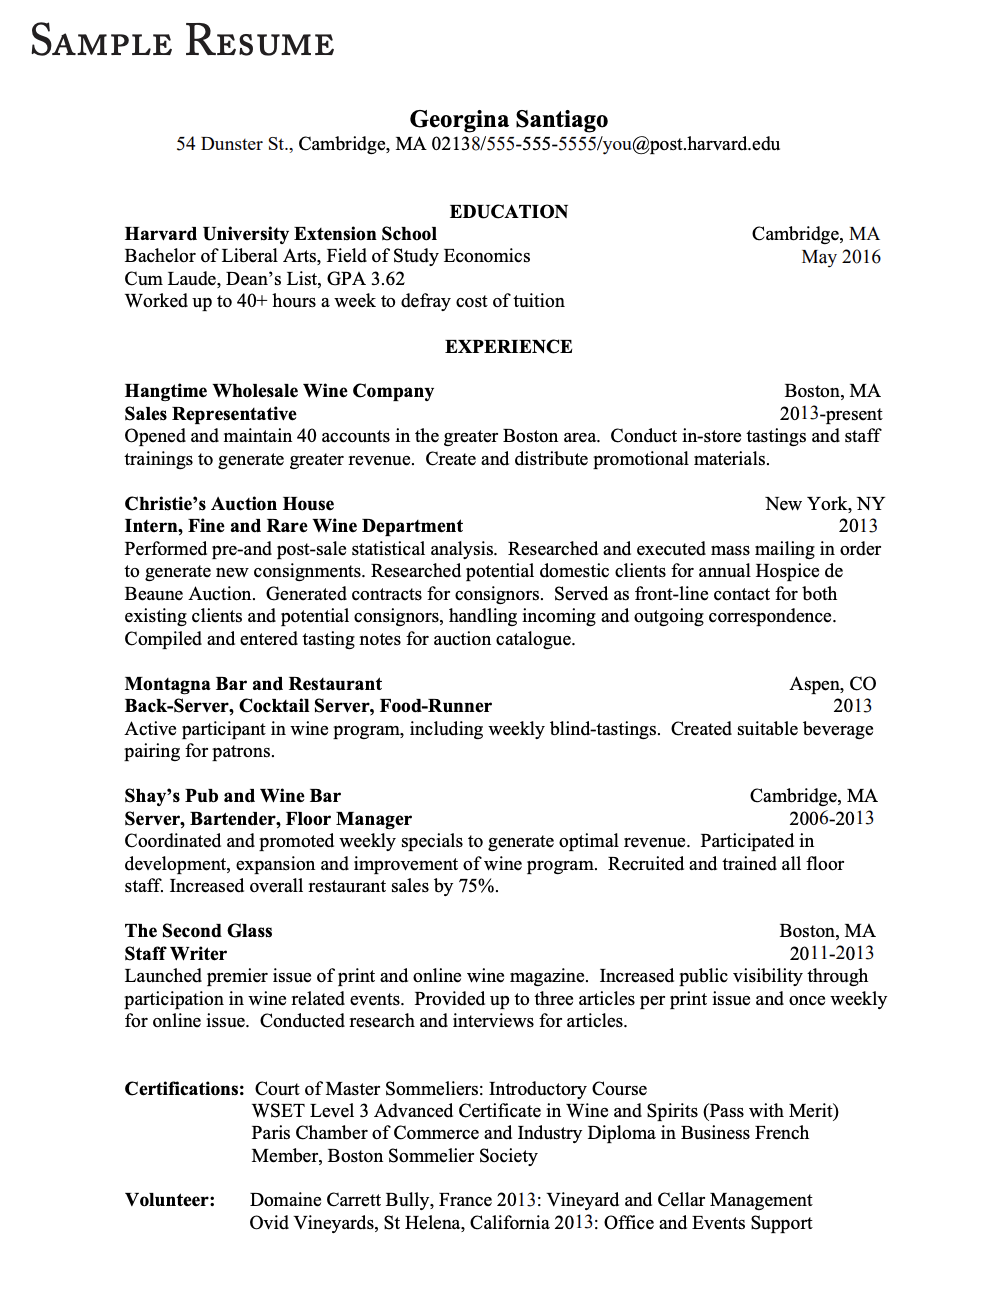 SAMPLE RESUME
Georgina Santiago
54 Dunster St., Cambridge, MA 02138/555-555-5555/you@post.harvard.edu
EDUCATION
Harvard University Extension School Cambridge, MA
Bachelor of Liberal Arts, Field of Study Economics May 2016
Cum Laude, Dean's List, GPA 3.62
Worked up to 40+ hours a week to defray cost of tuition
EXPERIENCE
Hangtime Wholesale Wine Company Boston, MA
Sales Representative 2013-present
Opened and maintain 40 accounts in the greater Boston area.  Conduct in-store tastings and staff
trainings to generate greater revenue.  Create and distribute promotional materials.
Christie's Auction House New York, NY
Intern, Fine and Rare Wine Department 2013
Performed pre-and post-sale statistical analysis.  Researched and executed mass mailing in order
to generate new consignments. Researched potential domestic clients for annual Hospice de
Beaune Auction.  Generated contracts for consignors.  Served as front-line contact for both
existing clients and potential consignors, handling incoming and outgoing correspondence.
Compiled and entered tasting notes for auction catalogue.
Montagna Bar and Restaurant Aspen, CO
Back-Server, Cocktail Server, Food-Runner 2013
Active participant in wine program, including weekly blind-tastings.  Created suitable beverage
pairing for patrons.
Shay's Pub and Wine Bar Cambridge, MA
Server, Bartender, Floor Manager 2006-2013
Coordinated and promoted weekly specials to generate optimal revenue.  Participated in
development, expansion and improvement of wine program.  Recruited and trained all floor
staff. Increased overall restaurant sales by 75%.
The Second Glass Boston, MA
Staff Writer 2011-2013
Launched premier issue of print and online wine magazine.  Increased public visibility through
participation in wine related events.  Provided up to three articles per print issue and once weekly
for online issue.  Conducted research and interviews for articles.
Certifications: Court of Master Sommeliers: Introductory Course
WSET Level 3 Advanced Certificate in Wine and Spirits (Pass with Merit)
Paris Chamber of Commerce and Industry Diploma in Business French
Member, Boston Sommelier Society
Volunteer: Domaine Carrett Bully, France 2013: Vineyard and Cellar Management
Ovid Vineyards, St Helena, California 2013: Office and Events Support